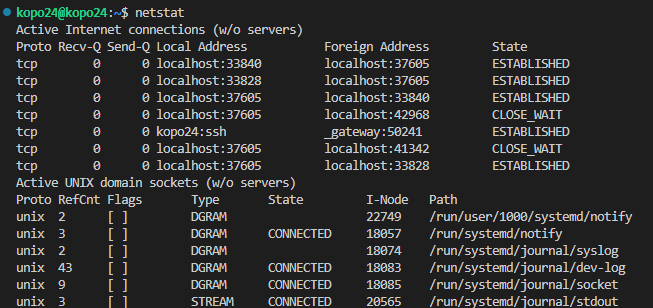 kopo24@kopo24:~$ netstat
Active Internet connections (w/o servers)
Proto Recv-Q Send-Q Local Address           Foreign Address         State
tcp        0      0 localhost:33840         localhost:37605         ESTABLISHED
tcp        0      0 localhost:33828         localhost:37605         ESTABLISHED
tcp        0      0 localhost:37605         localhost:33840         ESTABLISHED
tcp        0      0 localhost:37605         localhost:42968         CLOSE_WAIT
tcp        0      0 kopo24:ssh              _gateway:50241          ESTABLISHED
tcp        0      0 localhost:37605         localhost:41342         CLOSE_WAIT
tcp        0      0 localhost:37605         localhost:33828         ESTABLISHED
Active UNIX domain sockets (w/o servers)
Proto RefCnt Flags       Type       State         I-Node   Path
unix  2      [ ]         DGRAM                    22749    /run/user/1000/systemd/notify
unix  3      [ ]         DGRAM      CONNECTED     18057    /run/systemd/notify
unix  2      [ ]         DGRAM                    18074    /run/systemd/journal/syslog
unix  43     [ ]         DGRAM      CONNECTED     18083    /run/systemd/journal/dev-log
unix  9      [ ]         DGRAM      CONNECTED     18085    /run/systemd/journal/socket
unix  3      [ ]         STREAM     CONNECTED     20565    /run/systemd/journal/stdout